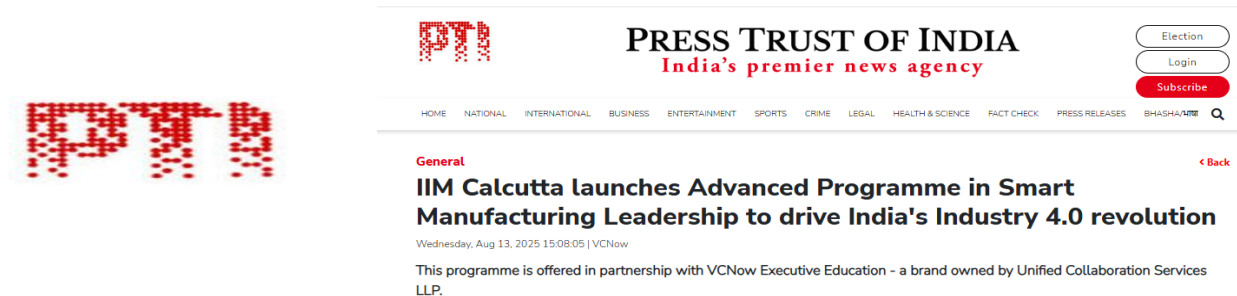 PTI
PTI
PRESS TRUST OF INDIA
India's premier news agency
Election
Login
Subscribe
HOME NATIONAL INTERNATIONAL BUSINESS ENTERTAINMENT SPORTS CRIME LEGAL HEALTH & SCIENCE FACT CHECK PRESS RELEASES BHASHA/भाषा
General
< Back
IIM Calcutta launches Advanced Programme in Smart
Manufacturing Leadership to drive India's Industry 4.0 revolution
Wednesday, Aug 13, 2025 15:08:05 | VCNow
This programme is offered in partnership with VCNow Executive Education - a brand owned by Unified Collaboration Services
LLP.